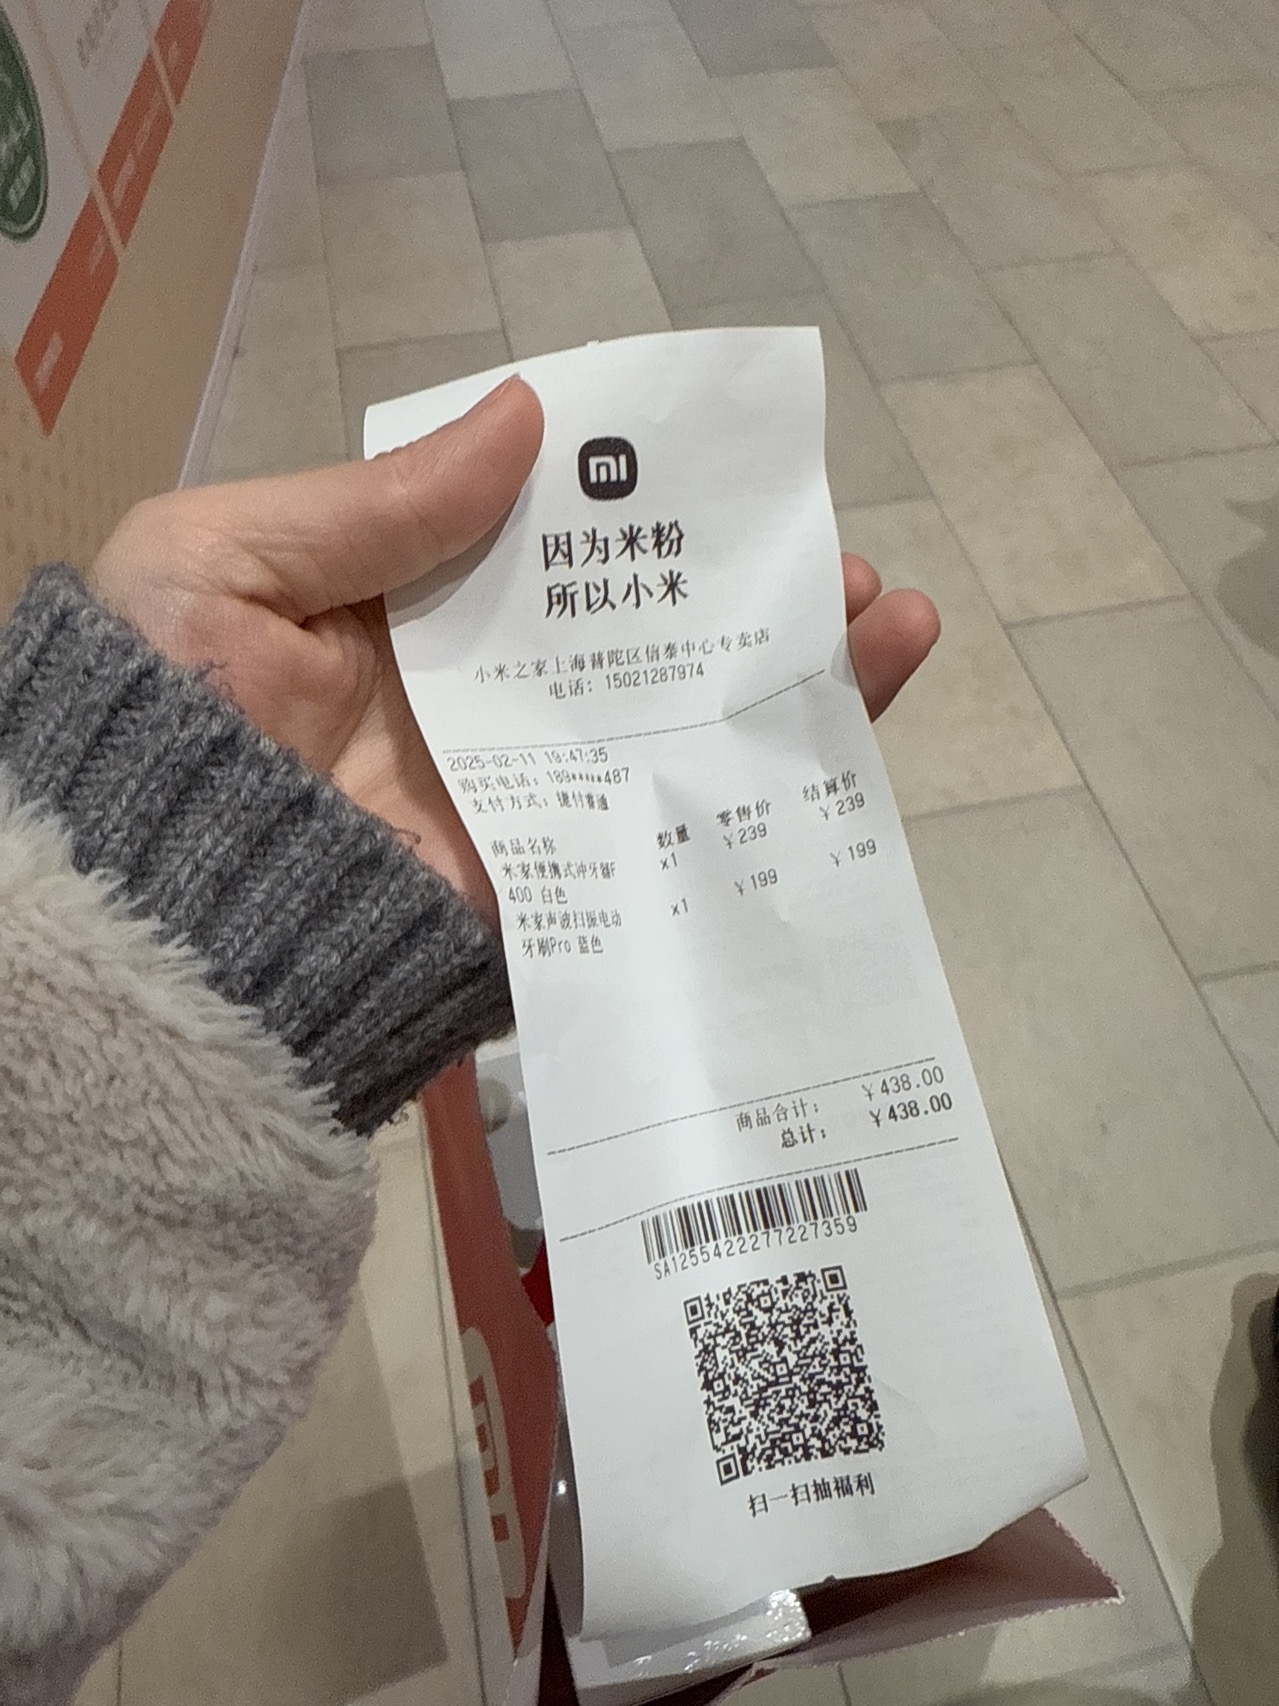 mi
因为米粉
所以小米
小米之家上海普陀区信泰中心专卖店
电话：15021287974
2025-02-11 19:47:35
购买电话：189*****487
支付方式：捷付睿通
商品名称 数量 零售价 结算价
米家便携式冲牙器F x1 ￥239 ￥239
400 白色
米家声波扫振电动 x1 ￥199 ￥199
牙刷Pro 蓝色
商品合计： ￥438.00
总计： ￥438.00
SA1255422277227359
扫一扫抽福利